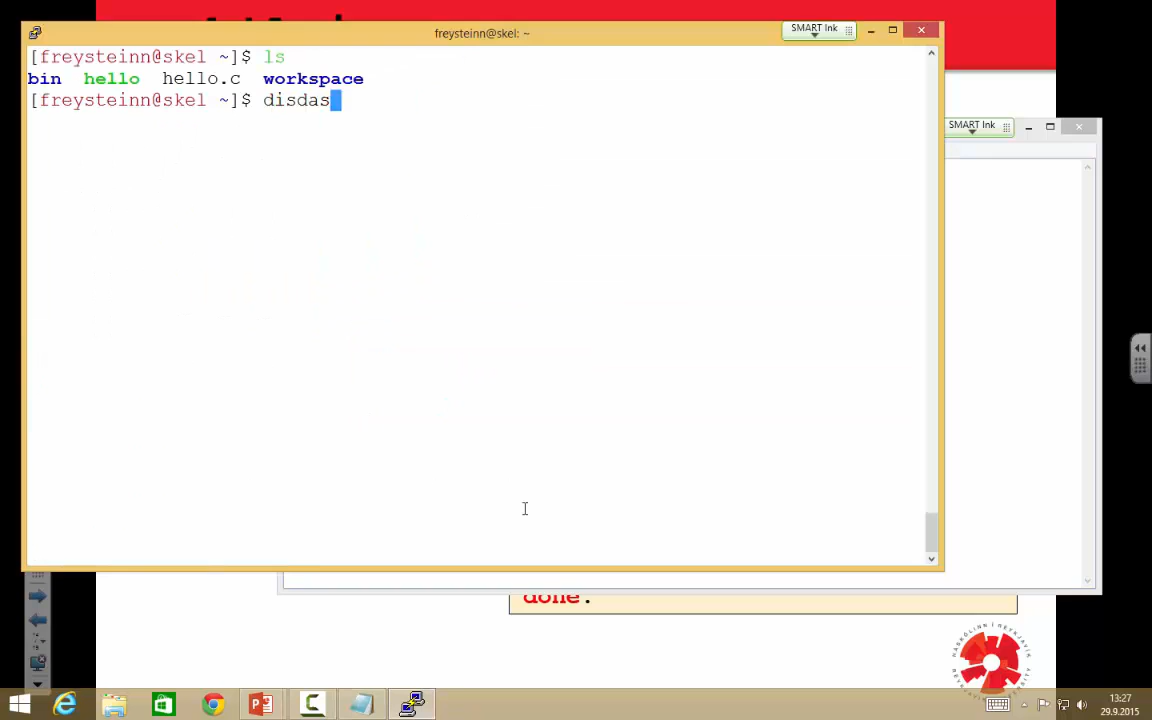 freysteinn@skel: ~
SMART Ink
[freysteinn@skel ~]$ ls
bin hello hello.c workspace
[freysteinn@skel ~]$ disdas
SMART Ink
done.
13:27
29.9.2015